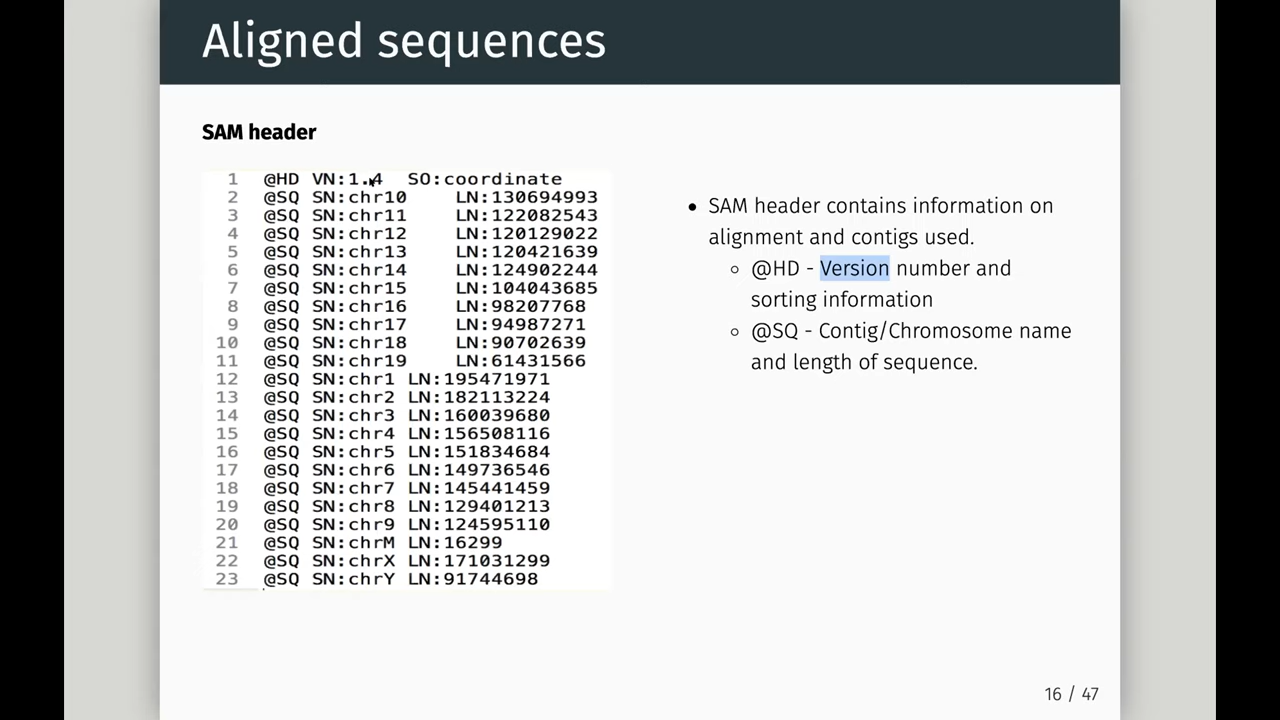 Aligned sequences
SAM header
1 @HD VN:1.4 SO:coordinate
2 @SQ SN:chr10 LN:130694993
3 @SQ SN:chr11 LN:122082543
4 @SQ SN:chr12 LN:120129022
5 @SQ SN:chr13 LN:120421639
6 @SQ SN:chr14 LN:124902244
7 @SQ SN:chr15 LN:104043685
8 @SQ SN:chr16 LN:98207768
9 @SQ SN:chr17 LN:94987271
10 @SQ SN:chr18 LN:90702639
11 @SQ SN:chr19 LN:61431566
12 @SQ SN:chr1 LN:195471971
13 @SQ SN:chr2 LN:182113224
14 @SQ SN:chr3 LN:160039680
15 @SQ SN:chr4 LN:156508116
16 @SQ SN:chr5 LN:151834684
17 @SQ SN:chr6 LN:149736546
18 @SQ SN:chr7 LN:145441459
19 @SQ SN:chr8 LN:129401213
20 @SQ SN:chr9 LN:124595110
21 @SQ SN:chrM LN:16299
22 @SQ SN:chrX LN:171031299
23 @SQ SN:chrY LN:91744698
• SAM header contains information on
alignment and contigs used.
◦ @HD - Version number and
sorting information
◦ @SQ - Contig/Chromosome name
and length of sequence.
16 / 47